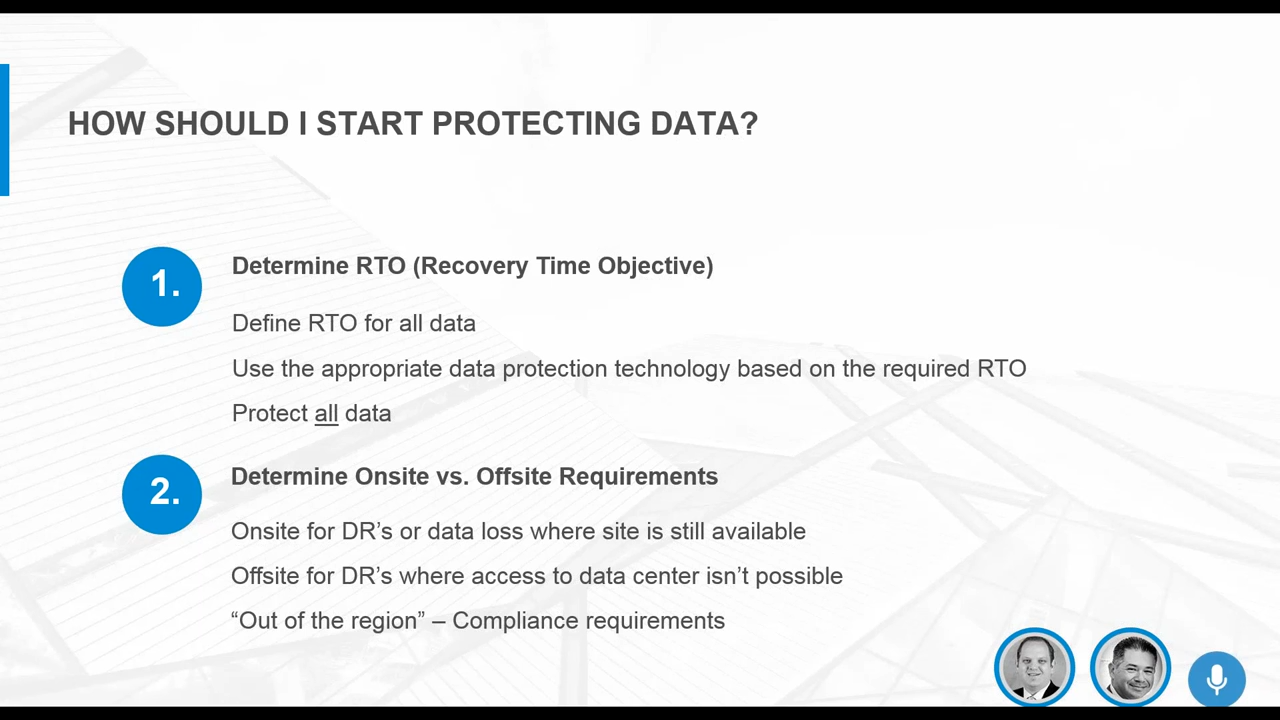 HOW SHOULD I START PROTECTING DATA?
1.
Determine RTO (Recovery Time Objective)
Define RTO for all data
Use the appropriate data protection technology based on the required RTO
Protect all data
2.
Determine Onsite vs. Offsite Requirements
Onsite for DR’s or data loss where site is still available
Offsite for DR’s where access to data center isn’t possible
“Out of the region” – Compliance requirements